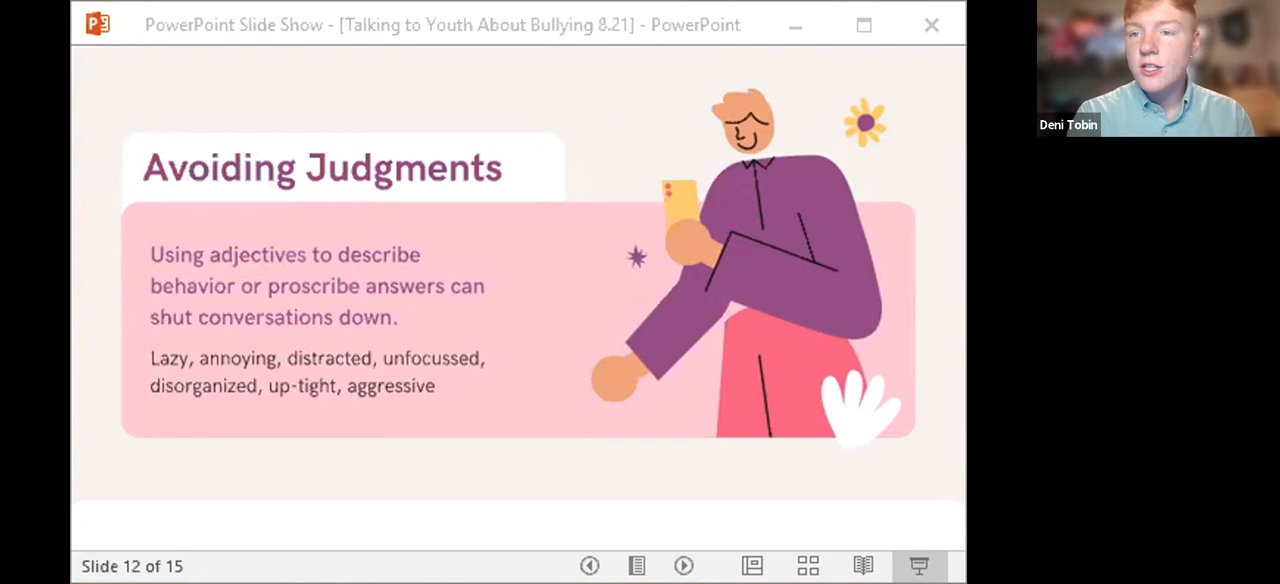 PowerPoint Slide Show - [Talking to Youth About Bullying 8.21] - PowerPoint
Deni Tobin
Avoiding Judgments
Using adjectives to describe
behavior or proscribe answers can
shut conversations down.
Lazy, annoying, distracted, unfocussed,
disorganized, up-tight, aggressive
Slide 12 of 15